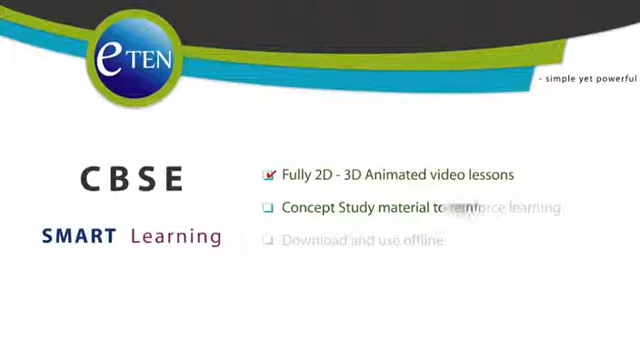 e TEN
- simple yet powerful
CBSE
SMART Learning
Fully 2D - 3D Animated video lessons
Concept Study material to reinforce learning
Download and use offline